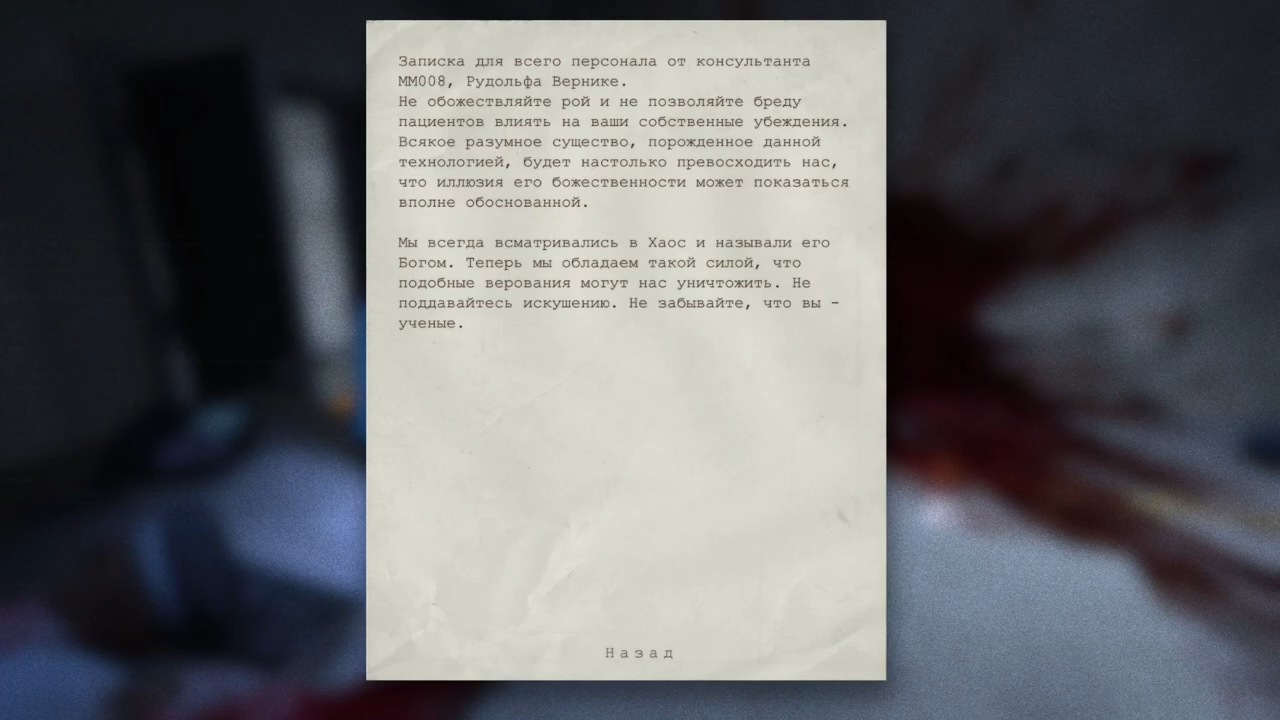 Записка для всего персонала от консультанта
ММ008, Рудольфа Вернике.
Не обожествляйте рой и не позволяйте бреду
пациентов влиять на ваши собственные убеждения.
Всякое разумное существо, порожденное данной
технологией, будет настолько превосходить нас,
что иллюзия его божественности может показаться
вполне обоснованной.
Мы всегда всматривались в Хаос и называли его
Богом. Теперь мы обладаем такой силой, что
подобные верования могут нас уничтожить. Не
поддавайтесь искушению. Не забывайте, что вы -
ученые.
Назад